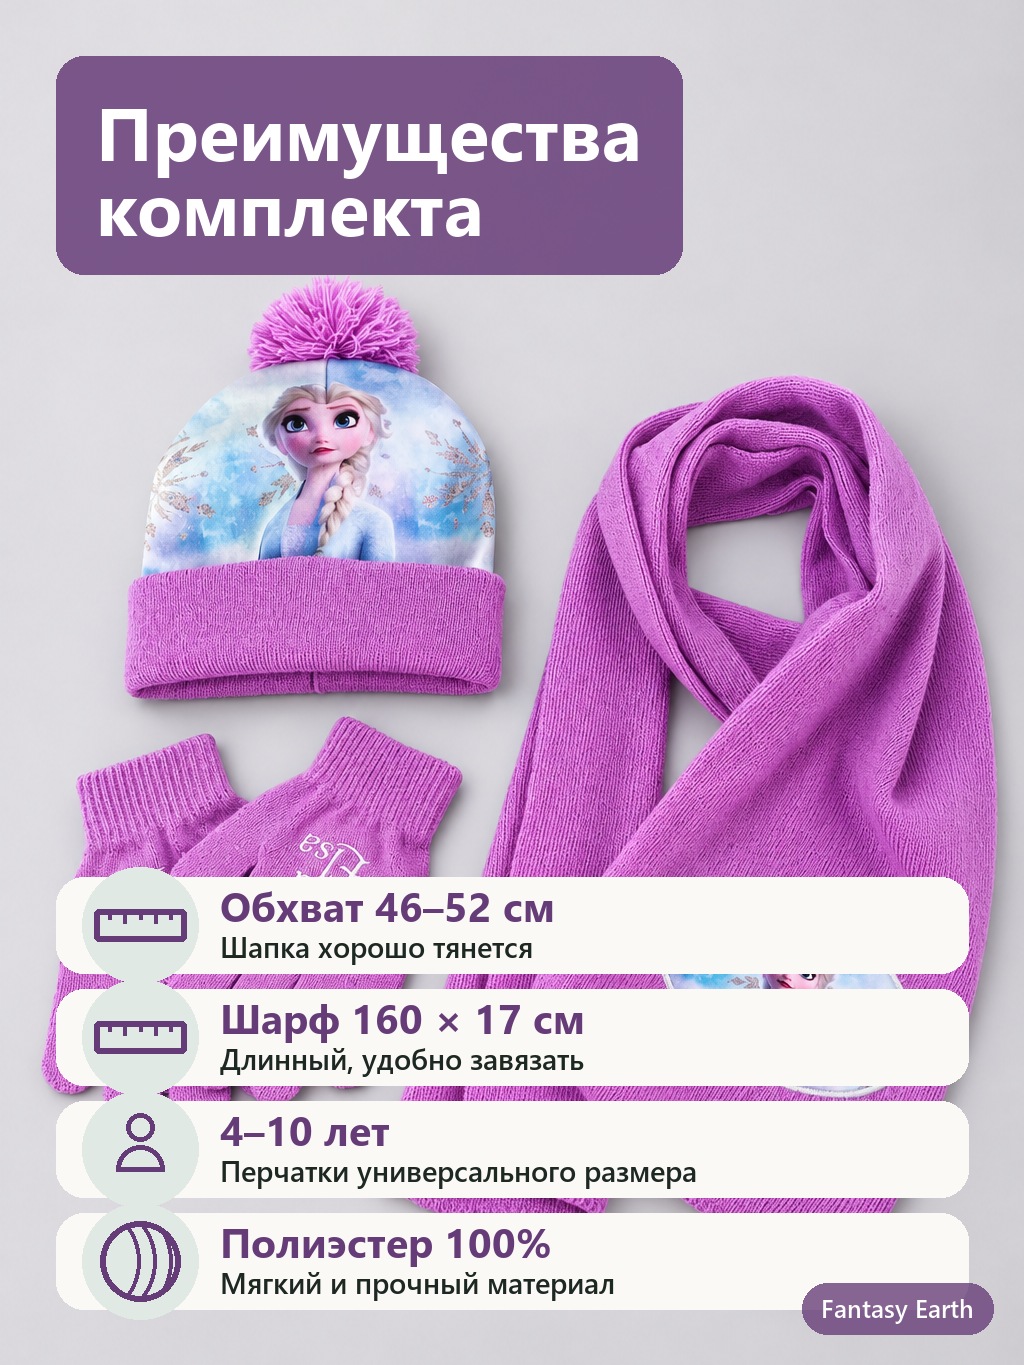 Преимущества
комплекта
Elsa
Обхват 46–52 см
Шапка хорошо тянется
Шарф 160 × 17 см
Длинный, удобно завязать
4–10 лет
Перчатки универсального размера
Полиэстер 100%
Мягкий и прочный материал
Fantasy Earth